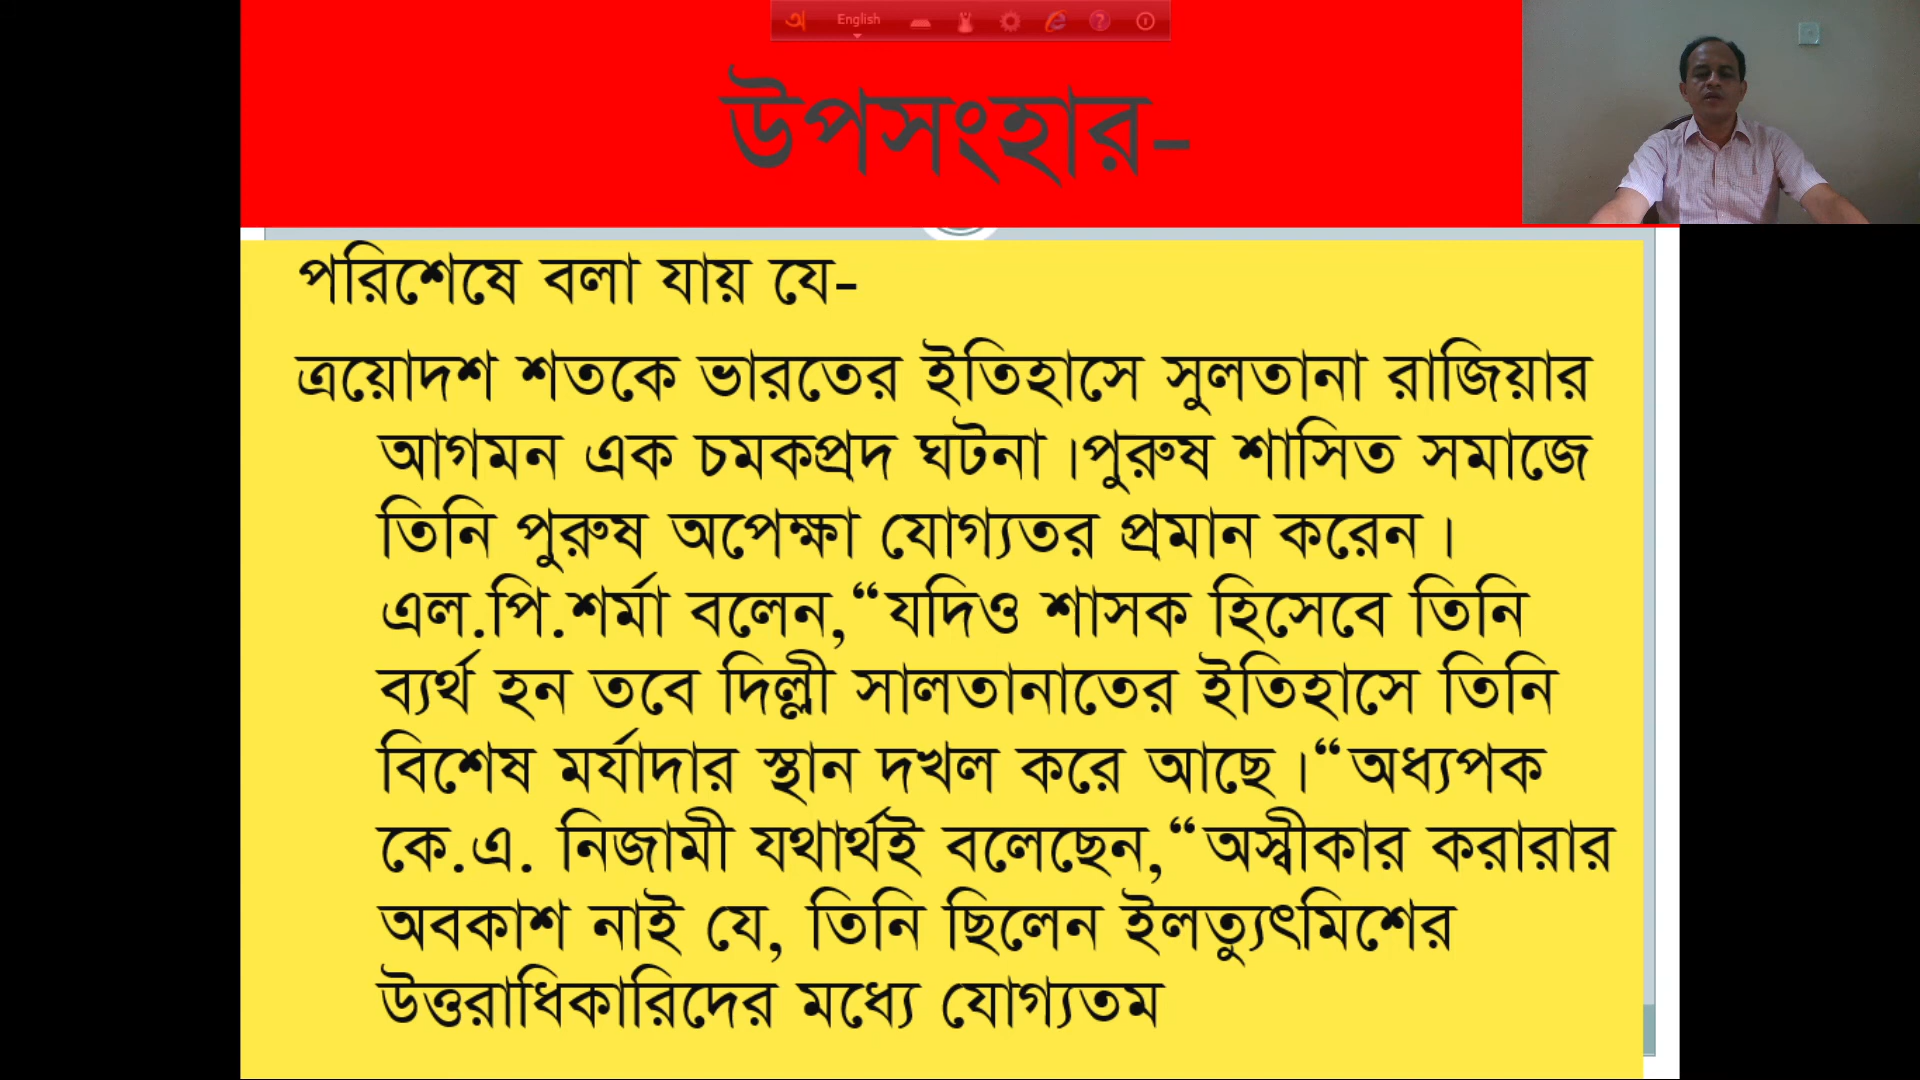 অ English
উপসংহার-
পরিশেষে বলা যায় যে-
ত্রয়োদশ শতকে ভারতের ইতিহাসে সুলতানা রাজিয়ার
আগমন এক চমকপ্রদ ঘটনা।পুরুষ শাসিত সমাজে
তিনি পুরুষ অপেক্ষা যোগ্যতর প্রমান করেন।
এল.পি.শর্মা বলেন,“যদিও শাসক হিসেবে তিনি
ব্যর্থ হন তবে দিল্লী সালতানাতের ইতিহাসে তিনি
বিশেষ মর্যাদার স্থান দখল করে আছে।“অধ্যপক
কে.এ. নিজামী যথার্থই বলেছেন,“অস্বীকার করারার
অবকাশ নাই যে, তিনি ছিলেন ইলত্যুৎমিশের
উত্তরাধিকারিদের মধ্যে যোগ্যতম